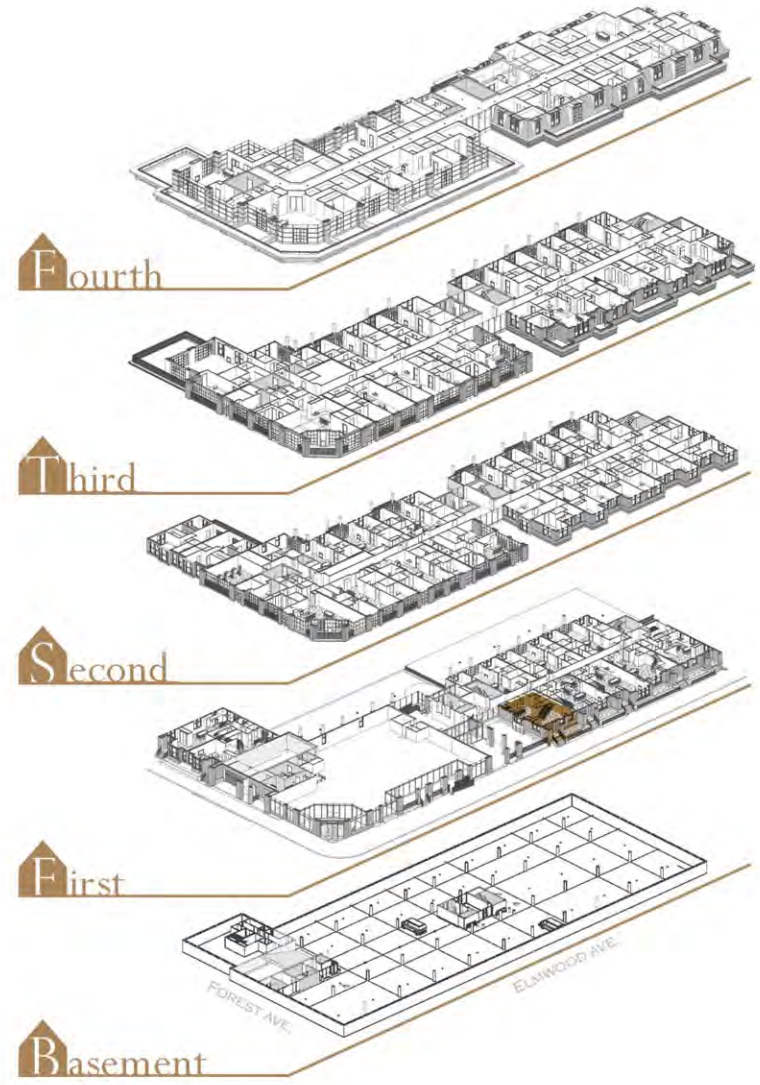 Fourth
Third
Second
First
FOREST AVE.
ELMWOOD AVE.
Basement